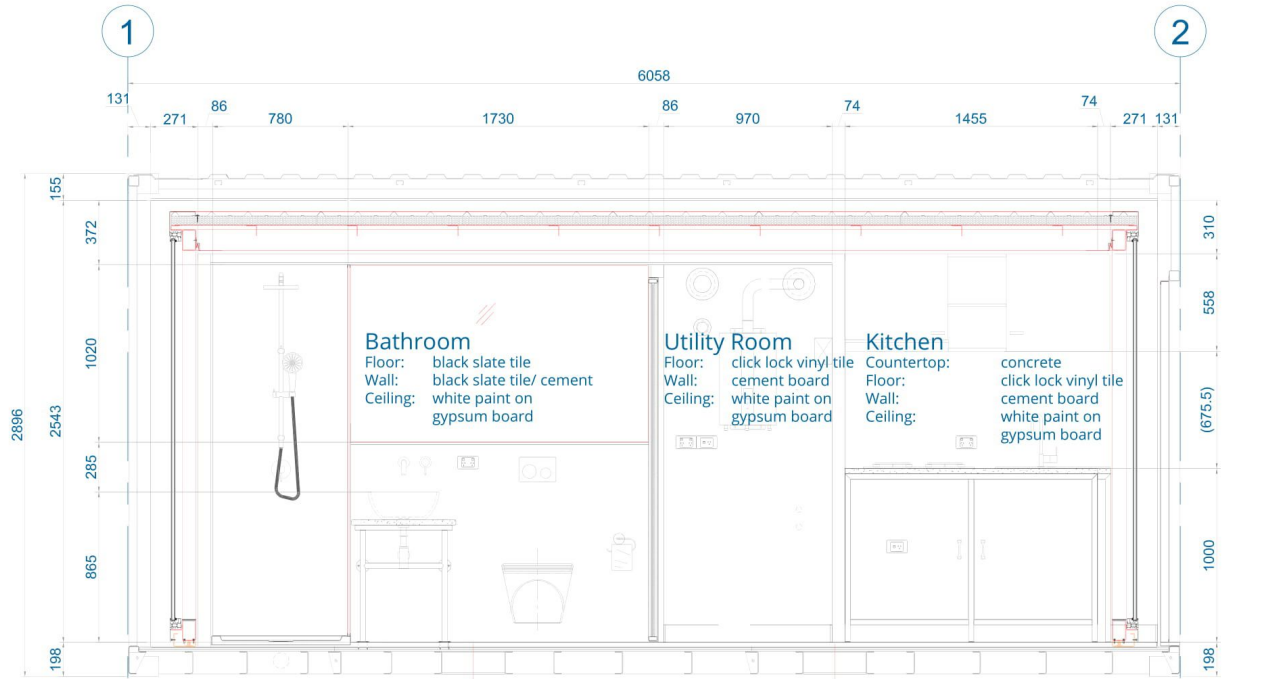 1
2
6058
131
271
86
780
1730
86
970
74
1455
74
271
131
155
372
1020
285
865
198
2543
2896
310
558
(675.5)
1000
198
Bathroom
Floor: black slate tile
Wall: black slate tile/ cement
Ceiling: white paint on
gypsum board
Utility Room
Floor: click lock vinyl tile
Wall: cement board
Ceiling: white paint on
gypsum board
Kitchen
Countertop: concrete
Floor: click lock vinyl tile
Wall: cement board
Ceiling: white paint on
gypsum board